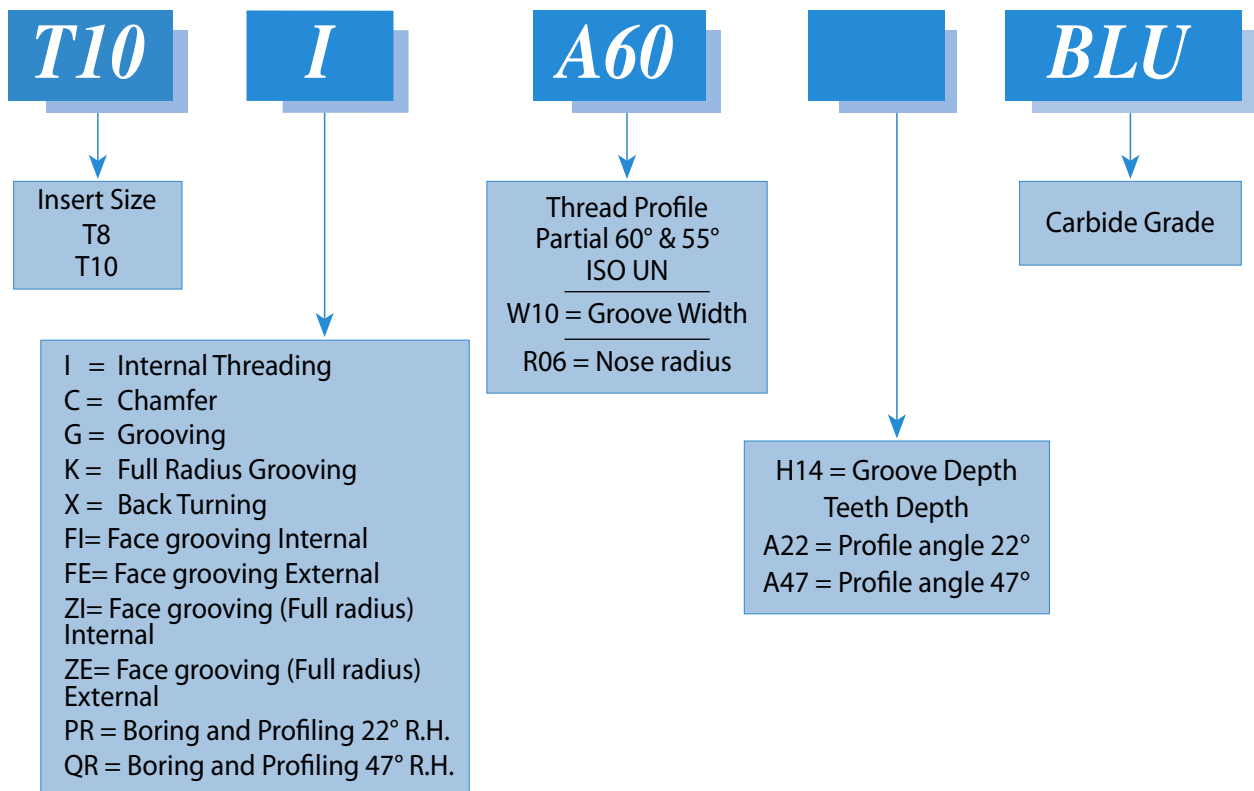 T10
I
A60
BLU
Insert Size
T8
T10
I = Internal Threading
C = Chamfer
G = Grooving
K = Full Radius Grooving
X = Back Turning
FI= Face grooving Internal
FE= Face grooving External
ZI= Face grooving (Full radius)
Internal
ZE= Face grooving (Full radius)
External
PR = Boring and Profiling 22° R.H.
QR = Boring and Profiling 47° R.H.
Thread Profile
Partial 60° & 55°
ISO UN
W10 = Groove Width
R06 = Nose radius
H14 = Groove Depth
Teeth Depth
A22 = Profile angle 22°
A47 = Profile angle 47°
Carbide Grade